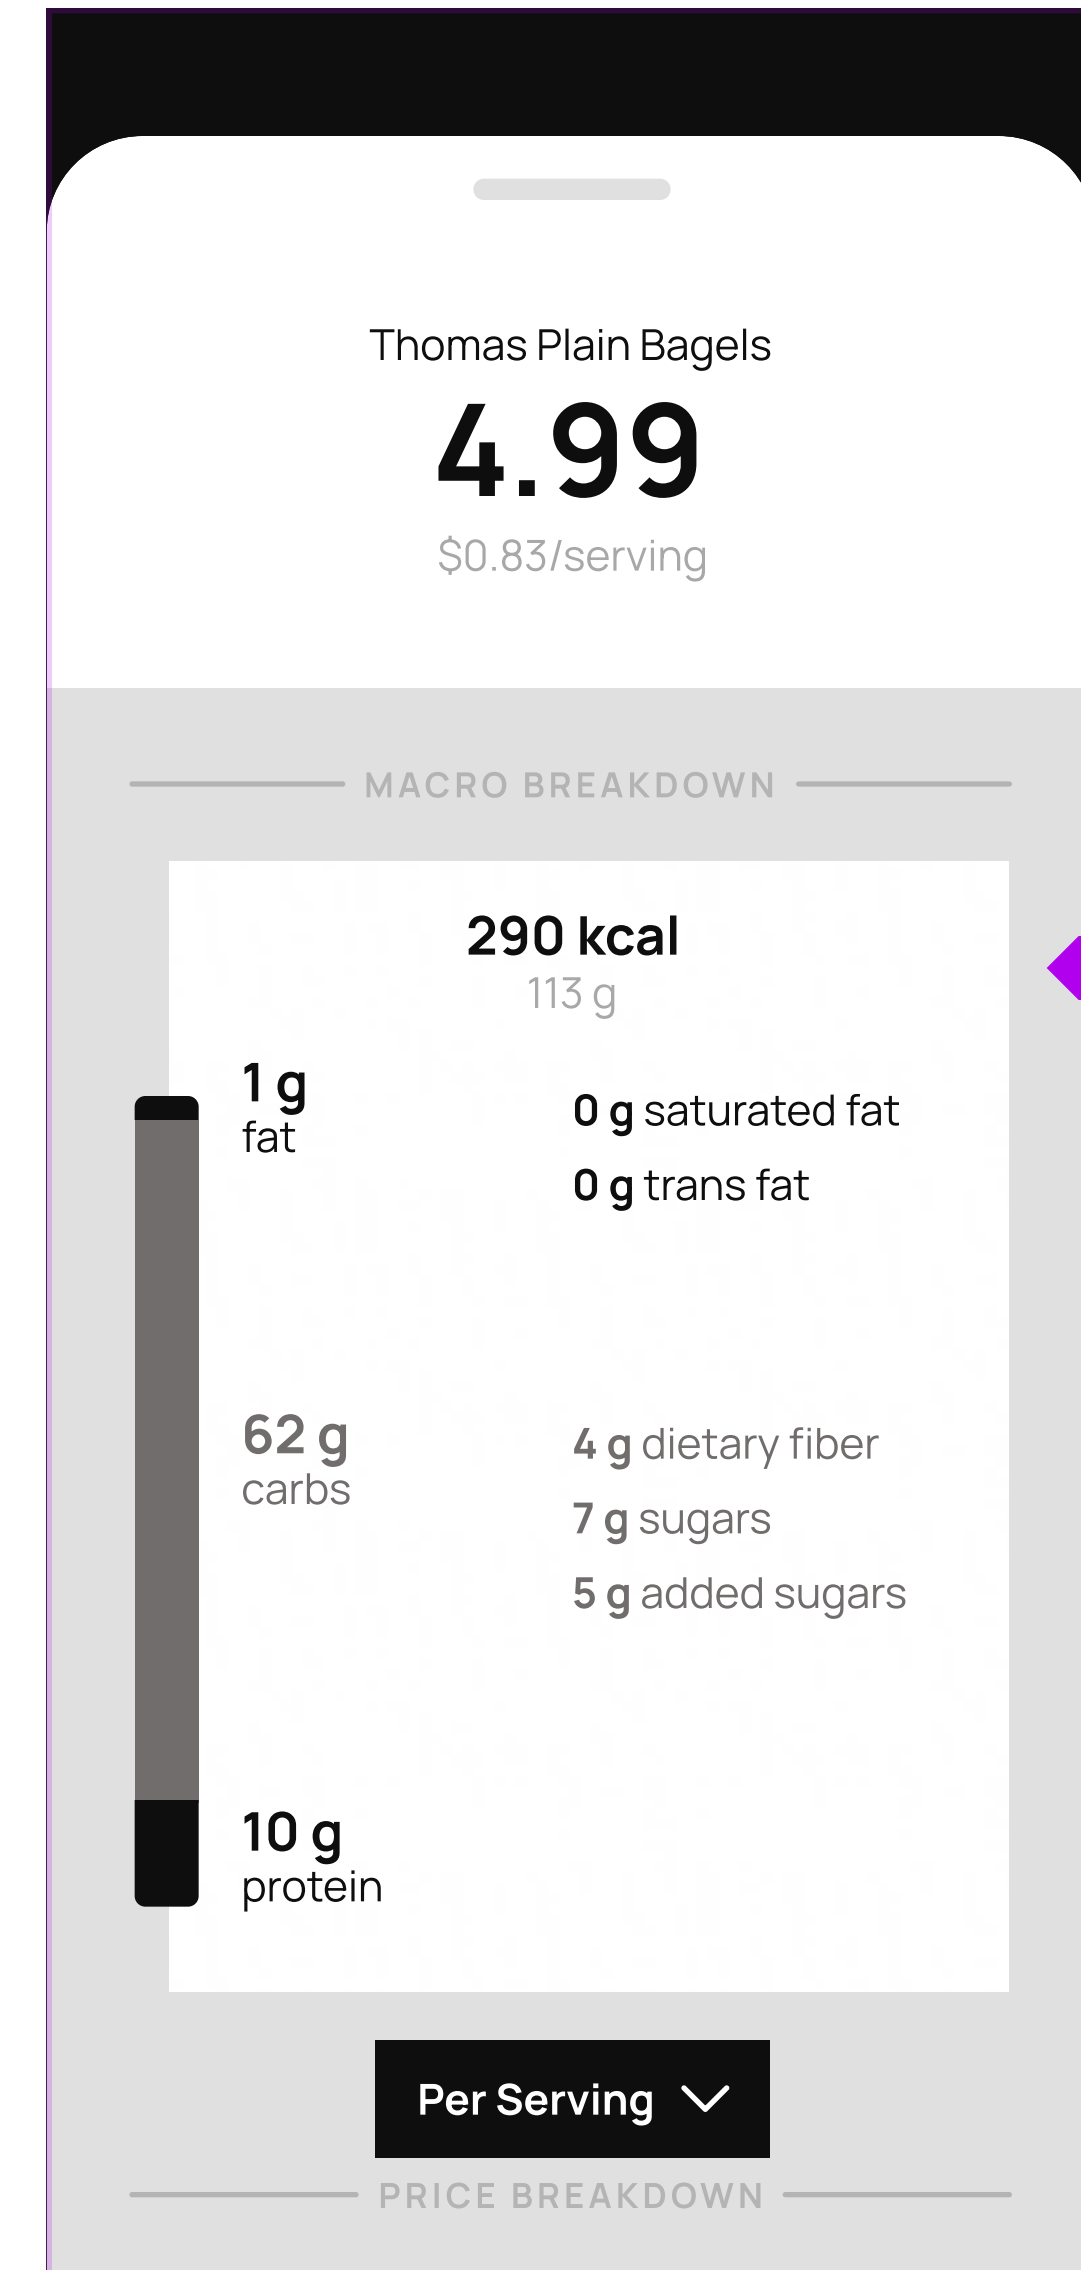 Thomas Plain Bagels
4.99
$0.83/serving
MACRO BREAKDOWN
290 kcal
113 g
1 g
fat
0 g saturated fat
0 g trans fat
62 g
carbs
4 g dietary fiber
7 g sugars
5 g added sugars
10 g
protein
Per Serving
PRICE BREAKDOWN